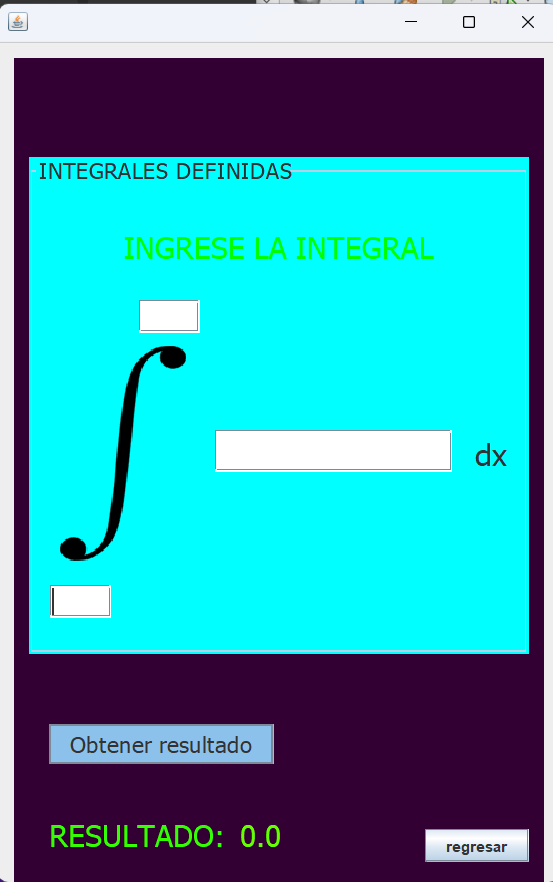 INTEGRALES DEFINIDAS
INGRESE LA INTEGRAL
∫
dx
Obtener resultado
RESULTADO: 0.0
regresar